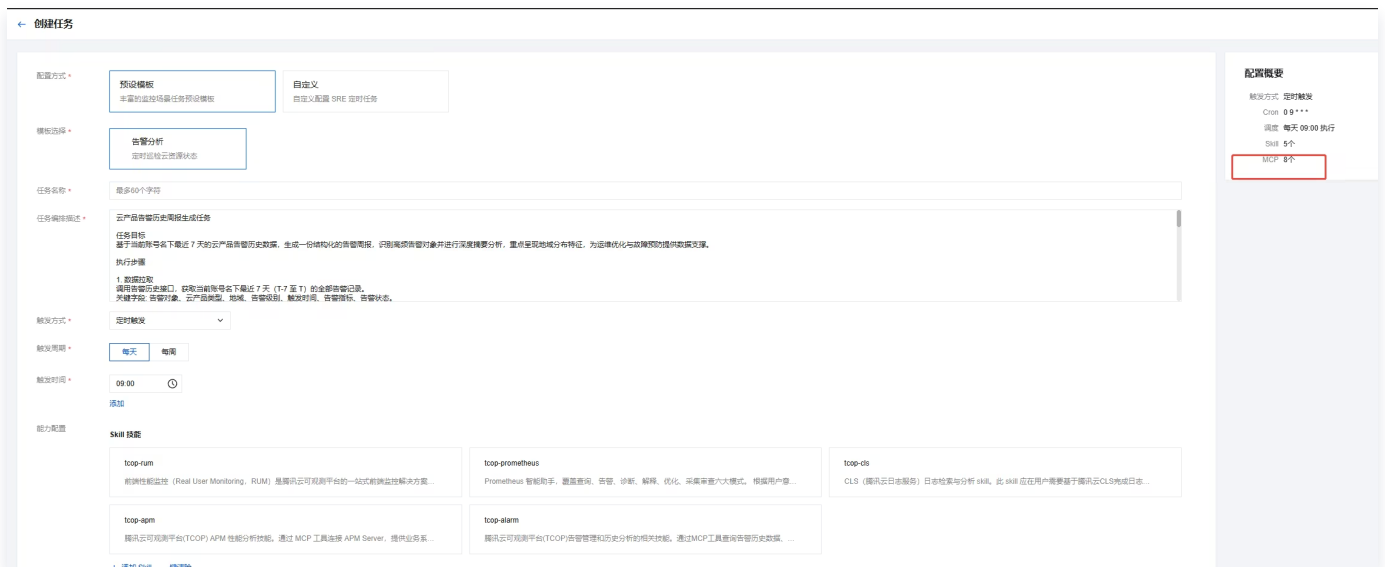 ← 创建任务
配置方式 *
预设模板
丰富的监控场景任务预设模板
自定义
自定义配置 SRE 定时任务
模板选择 *
告警分析
定时巡检云资源状态
任务名称 *
最多60个字符
任务编排描述 *
云产品告警历史周报生成任务
任务目标
基于当前账号名下最近 7 天的云产品告警历史数据，生成一份结构化的告警周报，识别高频告警对象并进行深度摘要分析，重点呈现地域分布特征，为运维优化与故障预防提供数据支撑。
执行步骤
1. 数据拉取
调用告警历史接口，获取当前账号名下最近 7 天（T-7 至 T）的全部告警记录。
关键字段: 告警对象、云产品类型、地域、告警级别、触发时间、告警指标、告警状态。
触发方式 *
定时触发
触发周期 *
每天
每周
触发时间 *
09:00
添加
能力配置
Skill 技能
tcop-rum
前端性能监控（Real User Monitoring，RUM）是腾讯云可观测平台的一站式前端监控解决方案...
tcop-prometheus
Prometheus 智能助手，覆盖查询、告警、诊断、解释、优化、采集审查六大模式。 根据用户意...
tcop-cls
CLS（腾讯云日志服务）日志检索与分析 skill。此 skill 应在用户需要基于腾讯云CLS完成日志...
tcop-apm
腾讯云可观测平台(TCOP) APM 性能分析技能。通过 MCP 工具连接 APM Server，提供业务系...
tcop-alarm
腾讯云可观测平台(TCOP)告警管理和历史分析的相关技能。通过MCP工具查询告警历史数据、...
配置概要
触发方式 定时触发
Cron 0 9 * * *
调度 每天 09:00 执行
Skill 5个
MCP 8个